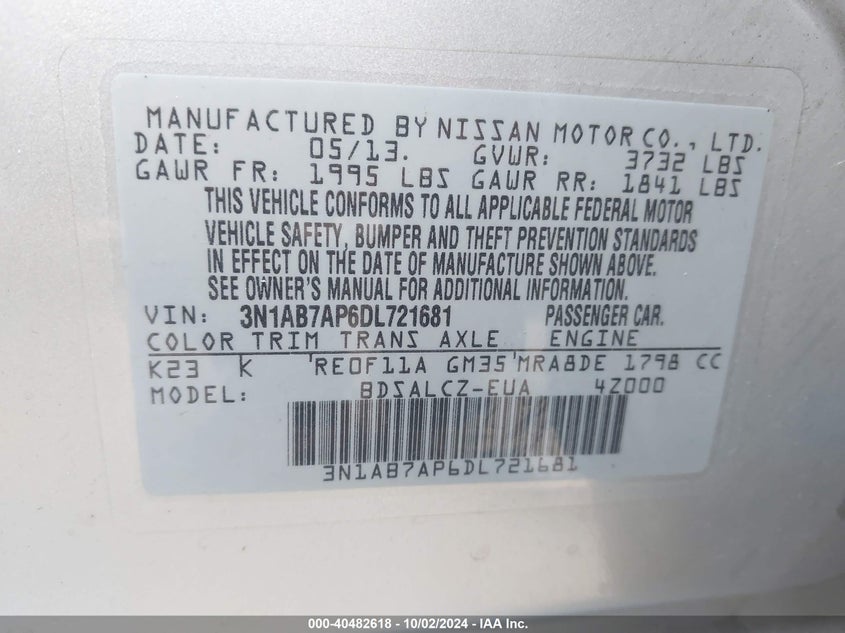 MANUFACTURED BY NISSAN MOTOR CO., LTD.
DATE: 05/13. GVWR: 3732 LBS
GAWR FR: 1995 LBS GAWR RR: 1841 LBS
THIS VEHICLE CONFORMS TO ALL APPLICABLE FEDERAL MOTOR
VEHICLE SAFETY, BUMPER AND THEFT PREVENTION STANDARDS
IN EFFECT ON THE DATE OF MANUFACTURE SHOWN ABOVE.
SEE OWNER'S MANUAL FOR ADDITIONAL INFORMATION.
VIN: 3N1AB7AP6DL721681 PASSENGER CAR.
COLOR TRIM TRANS AXLE ENGINE
K23 K 'RE0F11A GM35'MRA8DE 1798 CC
MODEL: BDSALCZ-EUA 4Z000
3N1AB7AP6DL721681
000-40482618 - 10/02/2024 - IAA Inc.